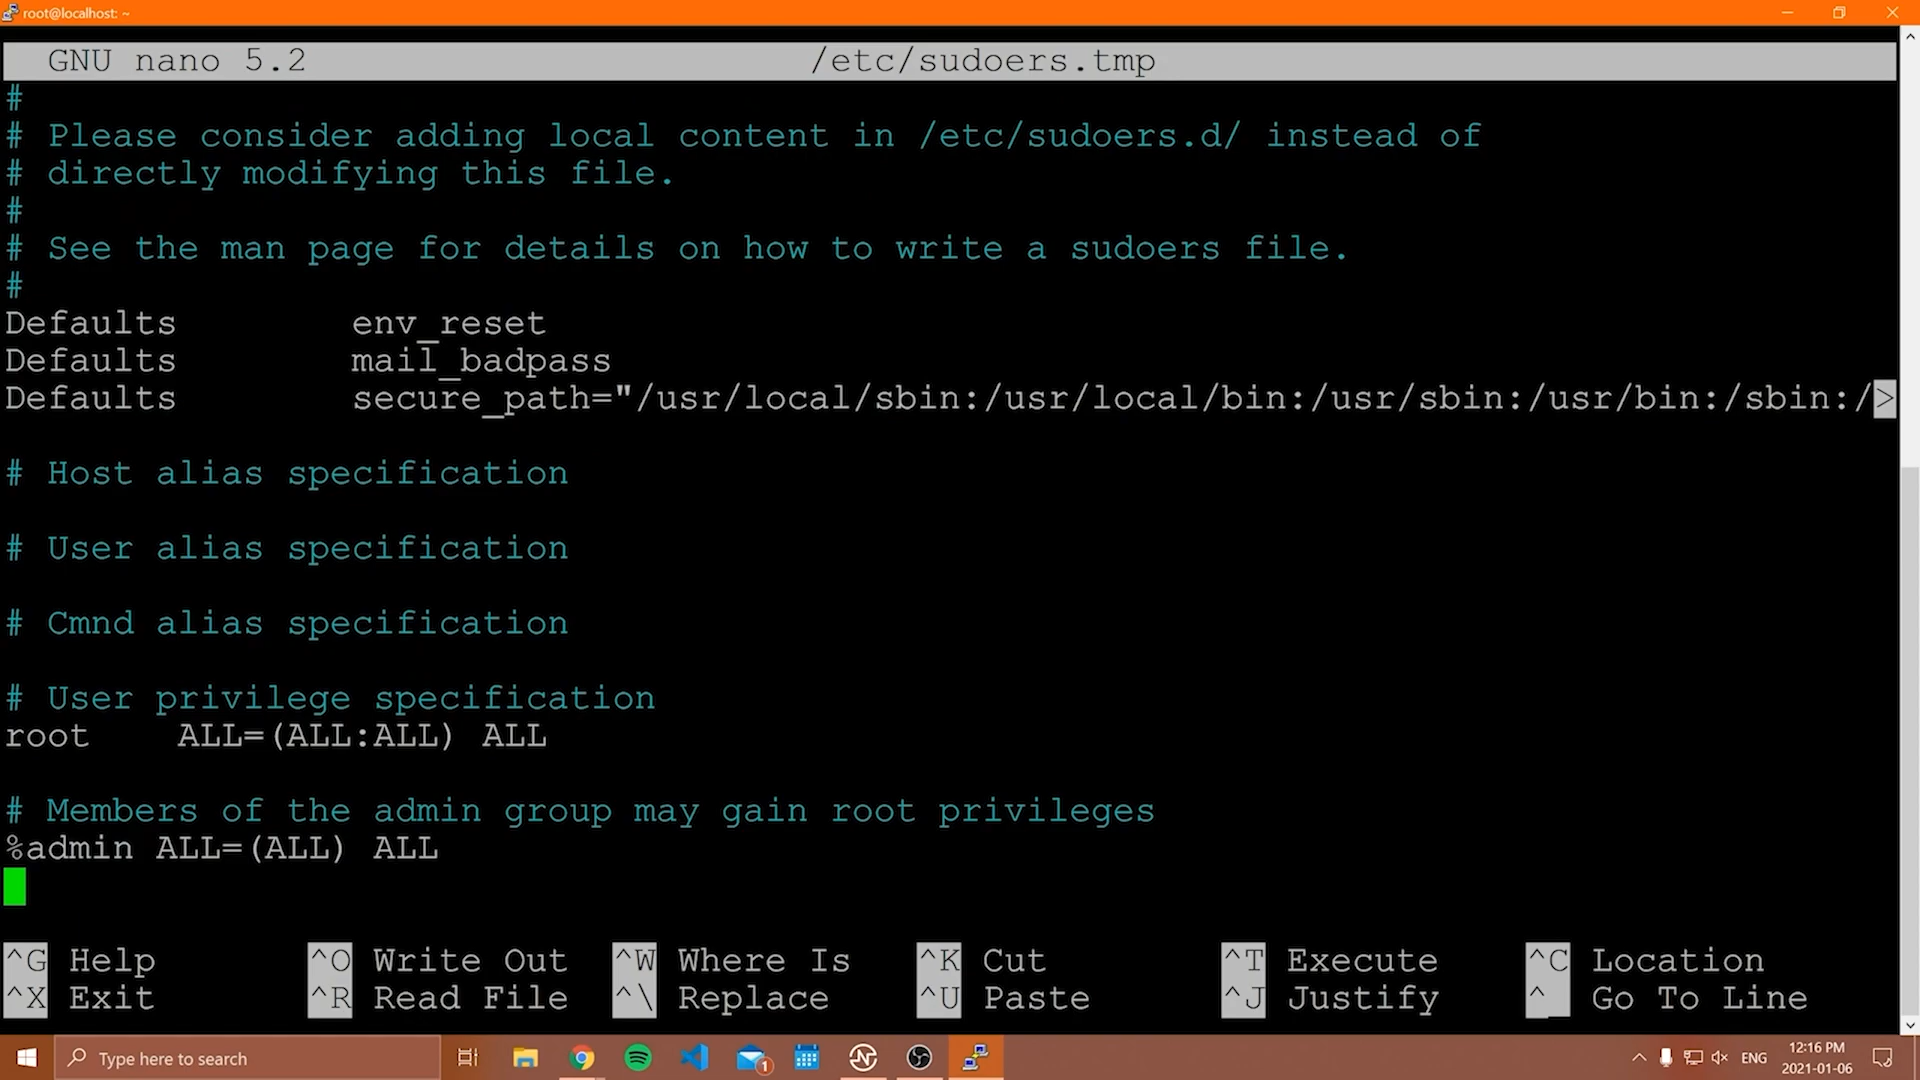 root@localhost: ~
GNU nano 5.2 /etc/sudoers.tmp
#
# Please consider adding local content in /etc/sudoers.d/ instead of
# directly modifying this file.
#
# See the man page for details on how to write a sudoers file.
#
Defaults env_reset
Defaults mail_badpass
Defaults secure_path="/usr/local/sbin:/usr/local/bin:/usr/sbin:/usr/bin:/sbin:/>
# Host alias specification
# User alias specification
# Cmnd alias specification
# User privilege specification
root ALL=(ALL:ALL) ALL
# Members of the admin group may gain root privileges
%admin ALL=(ALL) ALL
^G Help ^O Write Out ^W Where Is ^K Cut ^T Execute ^C Location
^X Exit ^R Read File ^\ Replace ^U Paste ^J Justify ^_ Go To Line
Type here to search 1 ENG 12:16 PM
2021-01-06